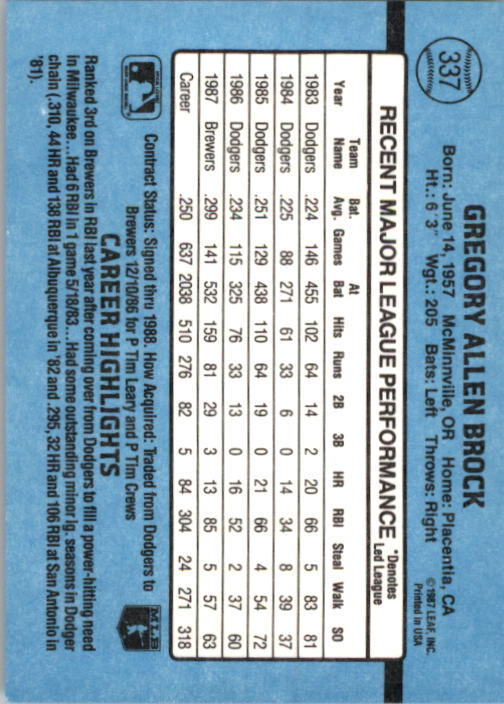 337
GREGORY ALLEN BROCK
Born: June 14, 1957 McMinnville, OR Home: Placentia, CA
Ht.: 6'3" Wgt.: 205 Bats: Left Throws: Right
©1987 LEAF, INC.
Printed in USA
RECENT MAJOR LEAGUE PERFORMANCE *Denotes Led League
Year Team Name Bat. Avg. Games At Bat Hits Runs 2B 3B HR RBI Steal Walk SO
1983 Dodgers .224 146 455 102 64 14 2 20 66 5 83 81
1984 Dodgers .225 88 271 61 33 6 0 14 34 8 39 37
1985 Dodgers .251 129 438 110 64 19 0 21 66 4 54 72
1986 Dodgers .234 115 325 76 33 13 0 16 52 2 37 60
1987 Brewers .299 141 532 159 81 29 3 13 85 5 57 63
Career .250 637 2038 510 276 82 5 84 304 24 271 318
Contract Status: Signed thru 1988. How Acquired: Traded from Dodgers to
Brewers 12/10/86 for P Tim Leary and P Tim Crews
MLB
CAREER HIGHLIGHTS
Ranked 3rd on Brewers in RBI last year after coming over from Dodgers to fill a power-hitting need
in Milwaukee...Had 6 RBI in 1 game 5/18/83...Had some outstanding minor lg. seasons in Dodger
chain (.310, 44 HR and 138 RBI at Albuquerque in '82 and .295, 32 HR and 106 RBI at San Antonio in
'81).